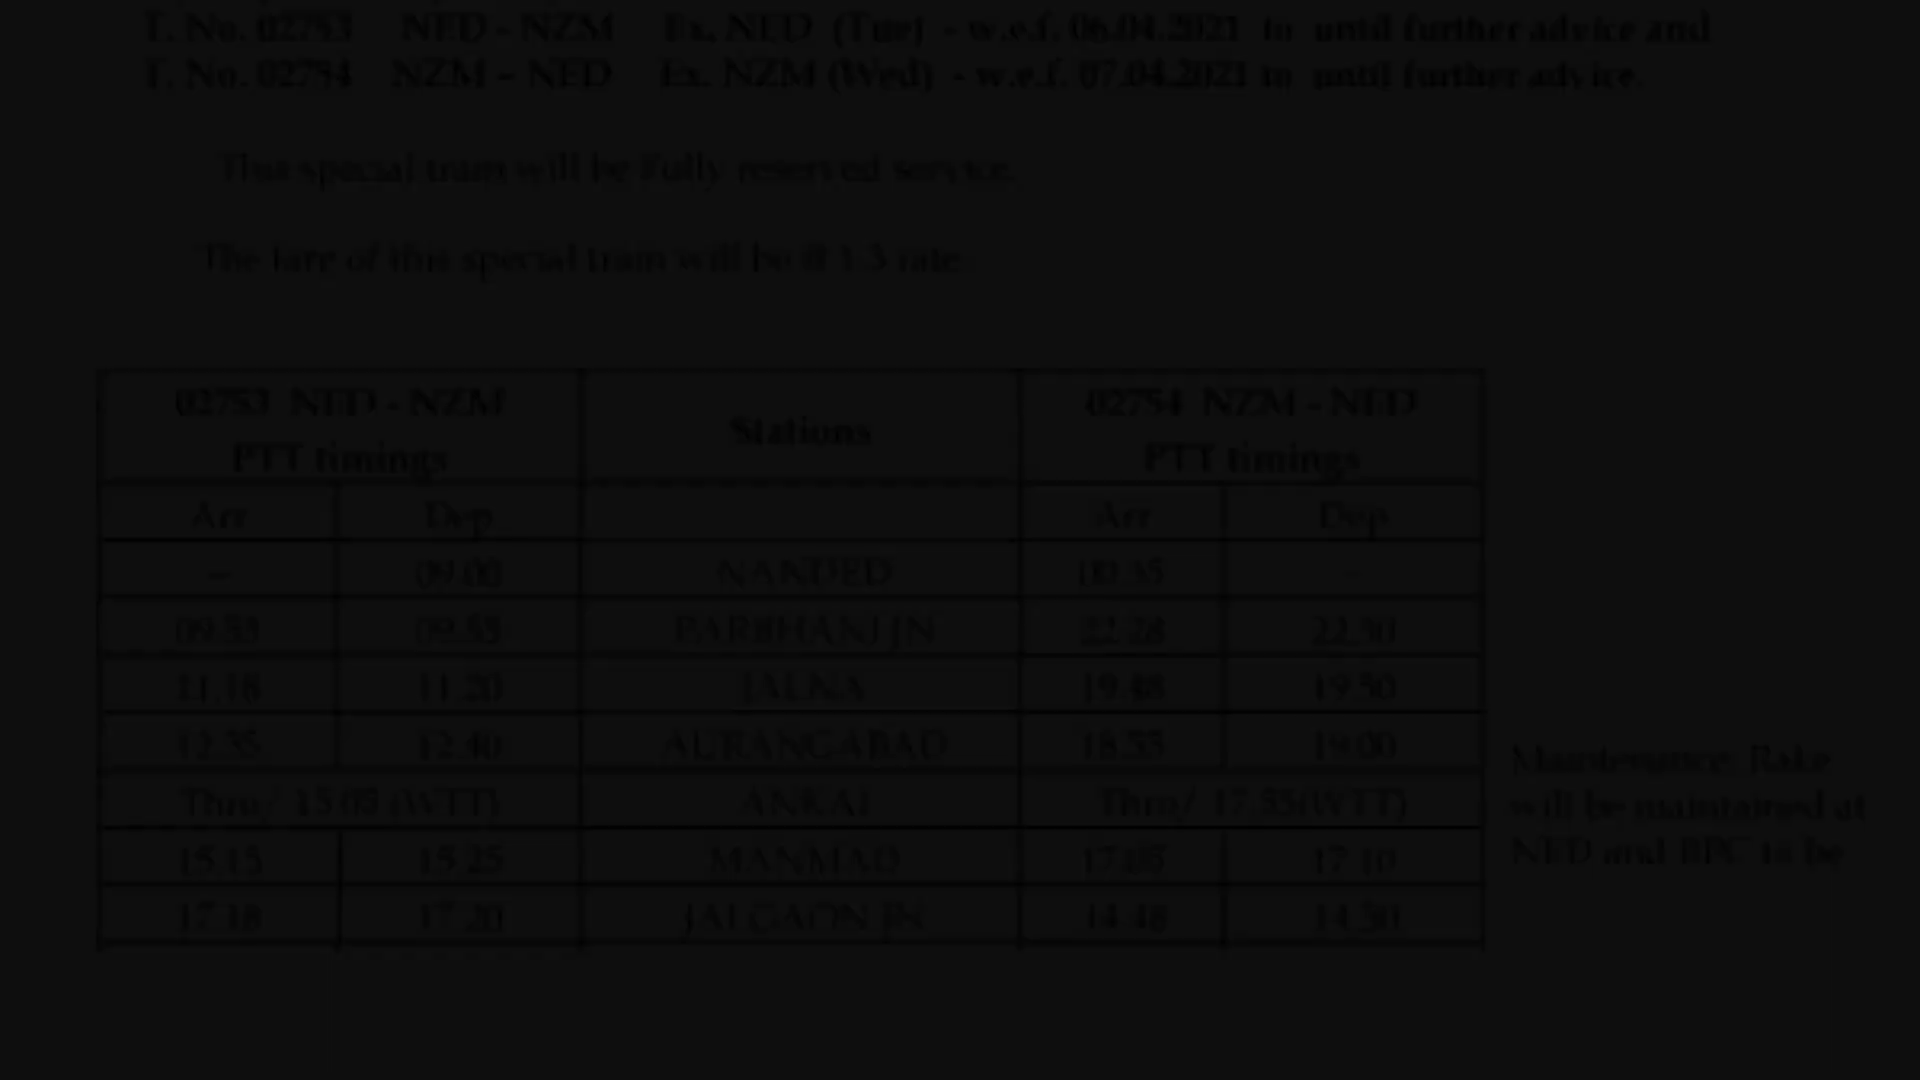 T. No. 02753 NED - NZM Ex. NED (Tue) - w.e.f. 06.04.2021 to until further advice and
T. No. 02754 NZM – NED Ex. NZM (Wed) - w.e.f. 07.04.2021 to until further advice.
This special train will be Fully reserved service.
The fare of this special train will be @ 1.3 rate.
02753 NED - NZM Stations 02754 NZM - NED
PTT timings PTT timings
Arr Dep Arr Dep
-- 09.00 NANDED 00.35
09.53 09.55 PARBHANI JN 22.28 22.30
11.18 11.20 JALNA 19.48 19.50
12.35 12.40 AURANGABAD 18.55 19.00
Thro/ 15.05 (WTT) ANKAI Thro/ 17.35(WTT)
15.15 15.25 MANMAD 17.05 17.10
17.18 17.20 JALGAON JN 14.48 14.50
Maintenance: Rake
will be maintained at
NED and BPC to be